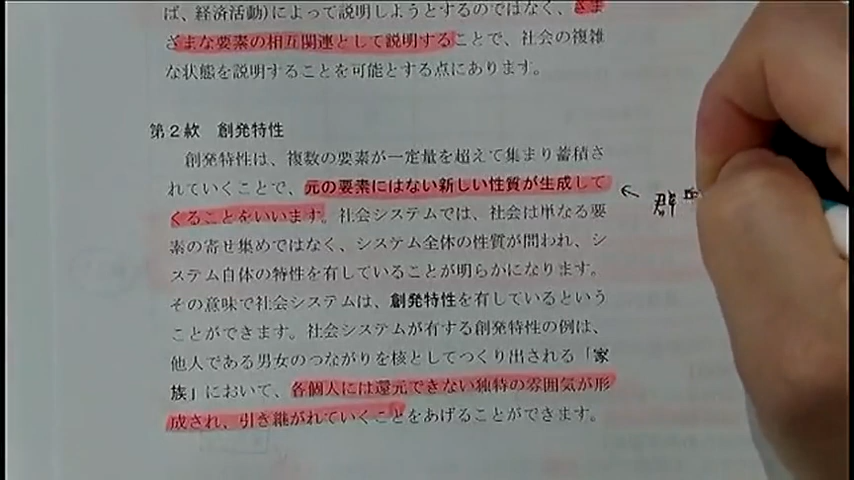 ば、経済活動)によって説明しようとするのではなく、さま
ざまな要素の相互関連として説明することで、社会の複雑
な状態を説明することを可能とする点にあります。
第2款 創発特性
創発特性は、複数の要素が一定量を超えて集まり蓄積さ
れていくことで、元の要素にはない新しい性質が生成して
くることをいいます。社会システムでは、社会は単なる要
素の寄せ集めではなく、システム全体の性質が問われ、シ
ステム自体の特性を有していることが明らかになります。
その意味で社会システムは、創発特性を有しているという
ことができます。社会システムが有する創発特性の例は、
他人である男女のつながりを核としてつくり出される「家
族」において、各個人には還元できない独特の雰囲気が形
成され、引き継がれていくことをあげることができます。
← 群